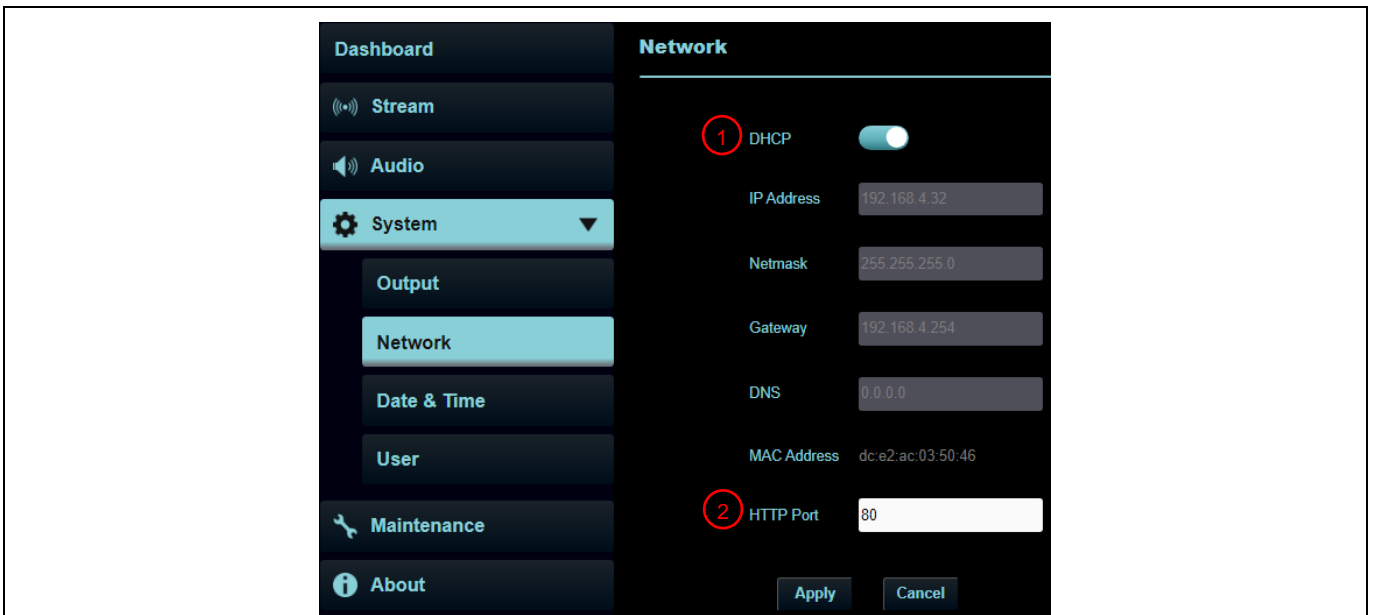 Dashboard
Stream
Audio
System
Output
Network
Date & Time
User
Maintenance
About
Network
1 DHCP
IP Address 192.168.4.32
Netmask 255.255.255.0
Gateway 192.168.4.254
DNS 0.0.0.0
MAC Address dc:e2:ac:03:50:46
2 HTTP Port 80
Apply Cancel